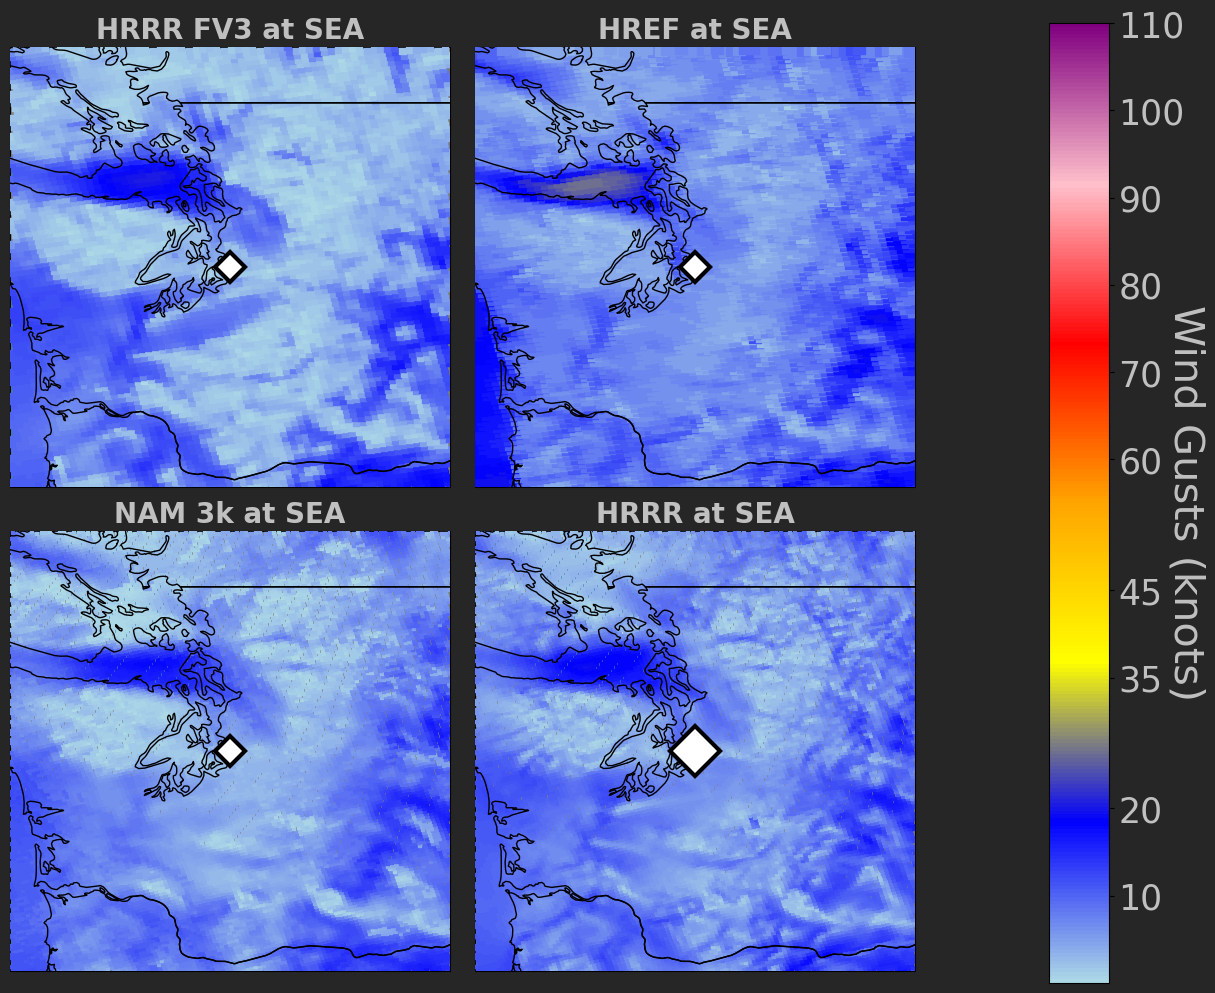 HRRR FV3 at SEA
HREF at SEA
NAM 3k at SEA
HRRR at SEA
110
100
90
80
70
60
45
35
20
10
Wind Gusts (knots)